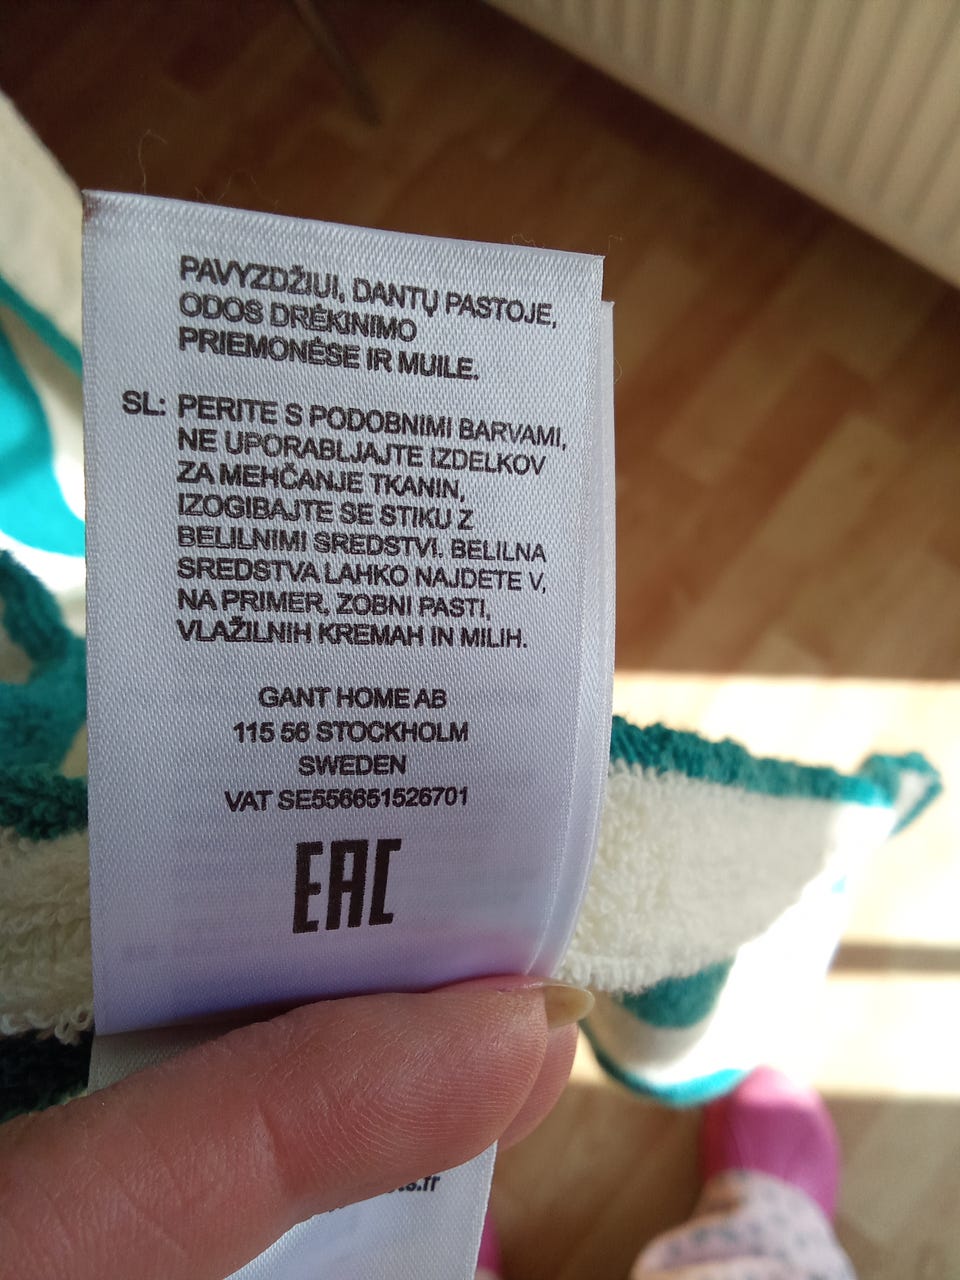 PAVYZDŽIUI, DANTŲ PASTOJE,
ODOS DRĖKINIMO
PRIEMONĖSE IR MUILE.
SL: PERITE S PODOBNIMI BARVAMI,
NE UPORABLJAJTE IZDELKOV
ZA MEHČANJE TKANIN,
IZOGIBAJTE SE STIKU Z
BELILNIMI SREDSTVI. BELILNA
SREDSTVA LAHKO NAJDETE V,
NA PRIMER, ZOBNI PASTI,
VLAŽILNIH KREMAH IN MILIH.
GANT HOME AB
115 56 STOCKHOLM
SWEDEN
VAT SE556651526701
EAC